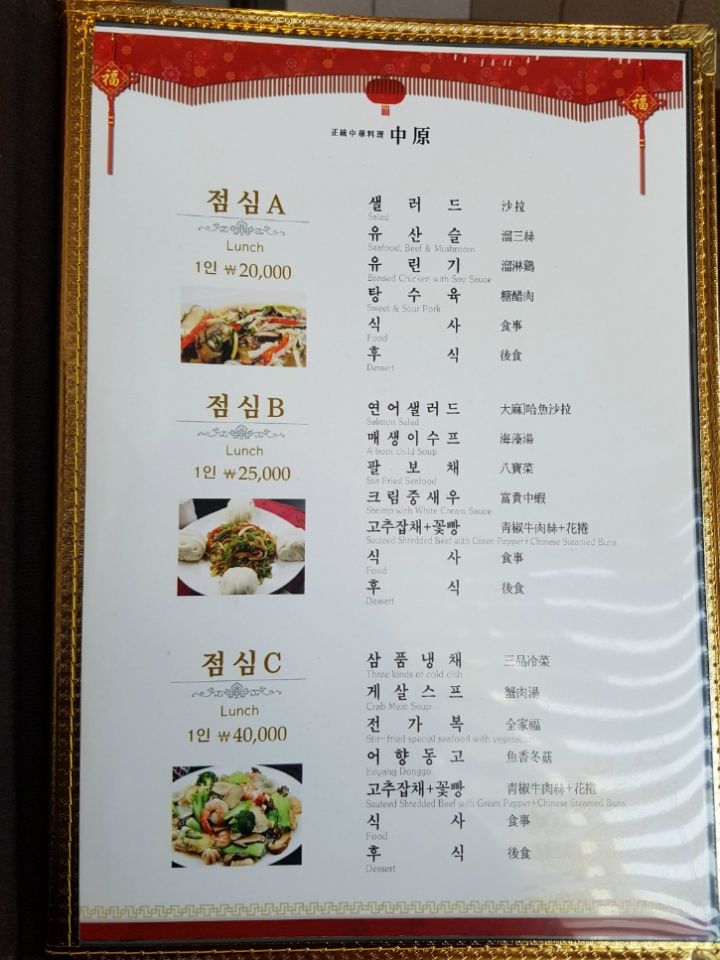 福
福
正統中華料理 中原
점심A
Lunch
1인 ₩20,000
샐러드 沙拉
Salad
유산슬 溜三絲
Seafood, Beef & Mushroom
유린기 溜淋鷄
Braised Chicken with Soy Sauce
탕수육 糖醋肉
Sweet & Sour Pork
식사 食事
Food
후식 後食
Dessert
점심B
Lunch
1인 ₩25,000
연어샐러드 大麻]哈魚沙拉
Salmon Salad
매생이수프 海藻湯
A born child Soup
팔보채 八寶菜
Stir Fried Seafood
크림중새우 富貴中蝦
Shrimp with White Cream Sauce
고추잡채+꽃빵 靑椒牛肉絲+花捲
Sauteed Shredded Beef with Green Pepper+Chinese Steamed Buns
식사 食事
Food
후식 後食
Dessert
점심C
Lunch
1인 ₩40,000
삼품냉채 三品冷菜
Three kinds of cold dish
게살스프 蟹肉湯
Crab Meat Soup
전가복 全家福
Stir-fried special seafood with vegetables
어향동고 魚香冬菇
Eoyang Donggo
고추잡채+꽃빵 靑椒牛肉絲+花捲
Sauteed Shredded Beef with Green Pepper+Chinese Steamed Buns
식사 食事
Food
후식 後食
Dessert